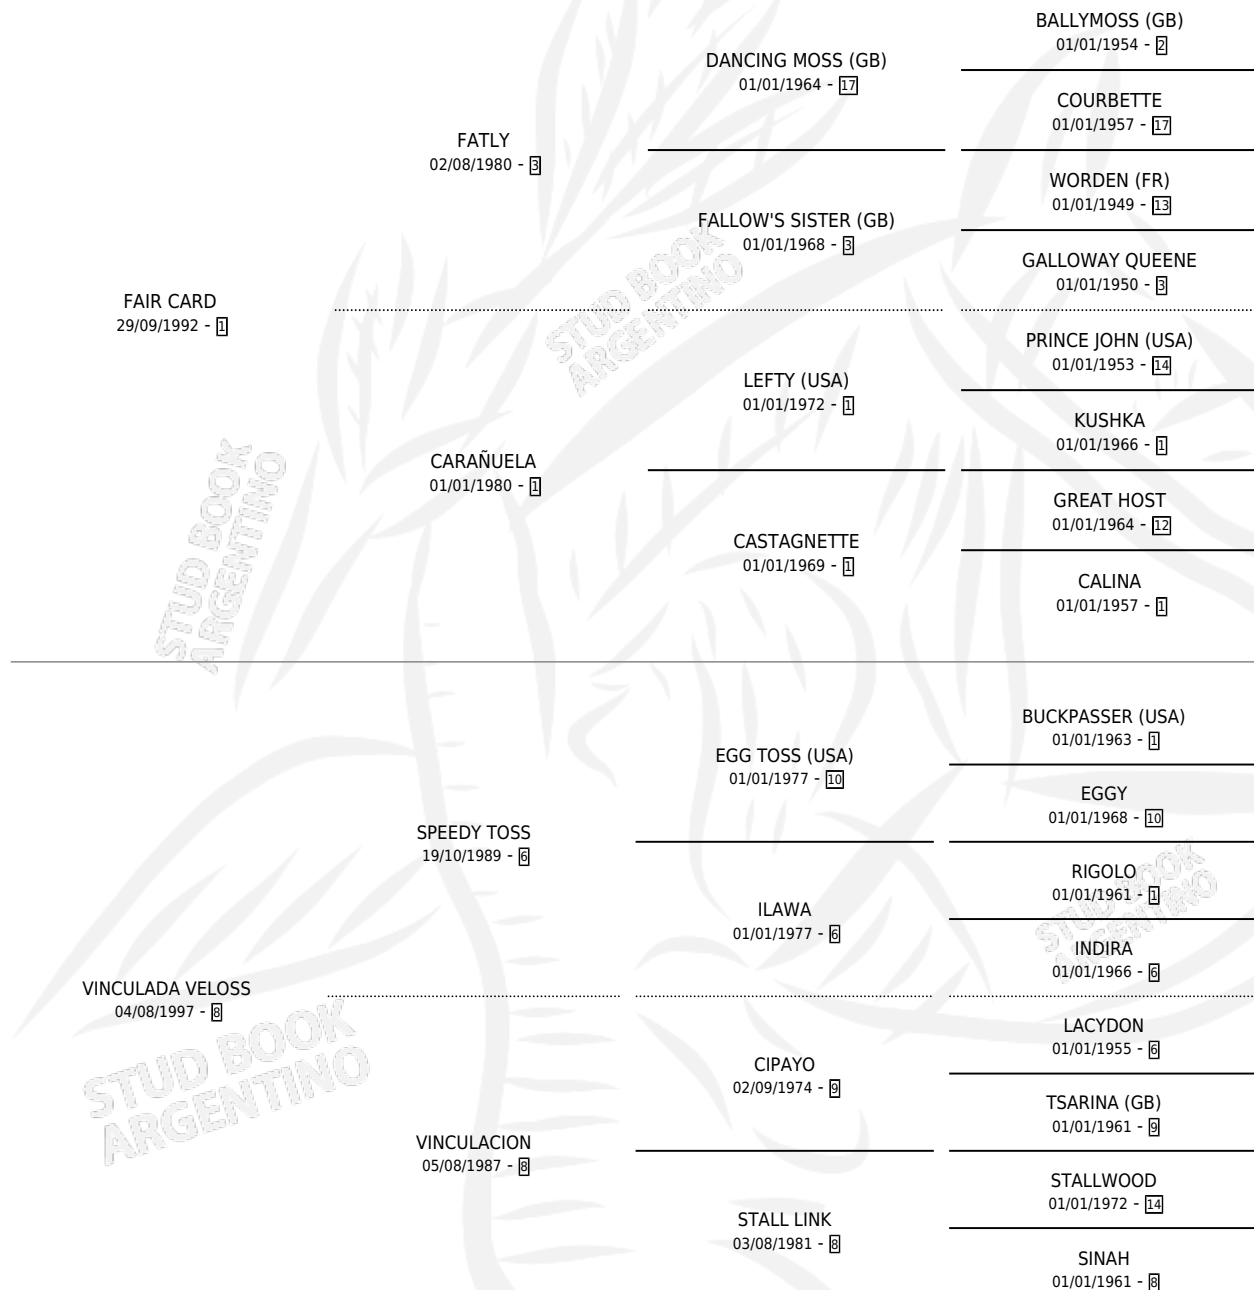 BALLYMOSS (GB)
01/01/1954 - 2
DANCING MOSS (GB)
01/01/1964 - 17
COURBETTE
01/01/1957 - 17
FATLY
02/08/1980 - 3
WORDEN (FR)
01/01/1949 - 13
FALLOW'S SISTER (GB)
01/01/1968 - 3
GALLOWAY QUEENE
01/01/1950 - 3
FAIR CARD
29/09/1992 - 1
PRINCE JOHN (USA)
01/01/1953 - 14
LEFTY (USA)
01/01/1972 - 1
KUSHKA
01/01/1966 - 1
CARAÑUELA
01/01/1980 - 1
GREAT HOST
01/01/1964 - 12
CASTAGNETTE
01/01/1969 - 1
CALINA
01/01/1957 - 1
BUCKPASSER (USA)
01/01/1963 - 1
EGG TOSS (USA)
01/01/1977 - 10
EGGY
01/01/1968 - 10
SPEEDY TOSS
19/10/1989 - 6
RIGOLO
01/01/1961 - 1
ILAWA
01/01/1977 - 6
INDIRA
01/01/1966 - 6
VINCULADA VELOSS
04/08/1997 - 8
LACYDON
01/01/1955 - 6
CIPAYO
02/09/1974 - 9
TSARINA (GB)
01/01/1961 - 9
VINCULACION
05/08/1987 - 8
STALLWOOD
01/01/1972 - 14
STALL LINK
03/08/1981 - 8
SINAH
01/01/1961 - 8
STUD BOOK
ARGENTINO
STUD BOOK
ARGENTINO
STUD BOOK
ARGENTINO
STUD BOOK
ARGENTINO